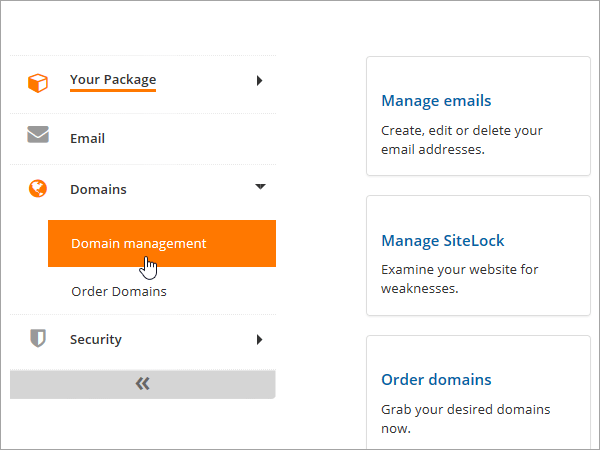 Your Package
Email
Domains
Domain management
Order Domains
Security
Manage emails
Create, edit or delete your
email addresses.
Manage SiteLock
Examine your website for
weaknesses.
Order domains
Grab your desired domains
now.